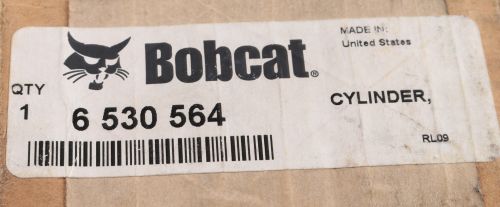 Bobcat®
MADE IN:
United States
QTY
1
6 530 564
CYLINDER,
RL09